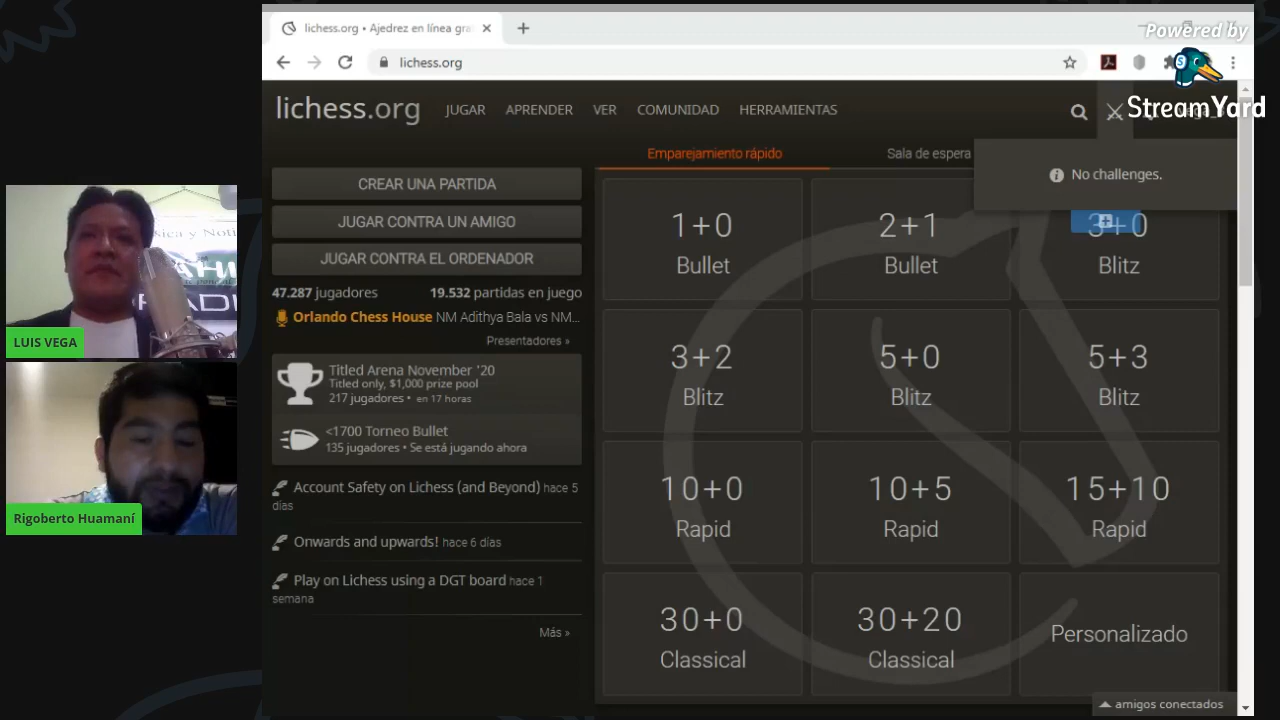 lichess.org • Ajedrez en línea gra
lichess.org
Powered by
StreamYard
lichess.org
JUGAR
APRENDER
VER
COMUNIDAD
HERRAMIENTAS
No challenges.
Emparejamiento rápido
Sala de espera
CREAR UNA PARTIDA
JUGAR CONTRA UN AMIGO
JUGAR CONTRA EL ORDENADOR
47.287 jugadores
19.532 partidas en juego
Orlando Chess House NM Adithya Bala vs NM...
Presentadores »
Titled Arena November '20
Titled only, $1,000 prize pool
217 jugadores • en 17 horas
<1700 Torneo Bullet
135 jugadores • Se está jugando ahora
Account Safety on Lichess (and Beyond) hace 5
días
Onwards and upwards! hace 6 días
Play on Lichess using a DGT board hace 1
semana
Más »
1+0
Bullet
2+1
Bullet
3+0
Blitz
3+2
Blitz
5+0
Blitz
5+3
Blitz
10+0
Rapid
10+5
Rapid
15+10
Rapid
30+0
Classical
30+20
Classical
Personalizado
amigos conectados
LUIS VEGA
Rigoberto Huamaní